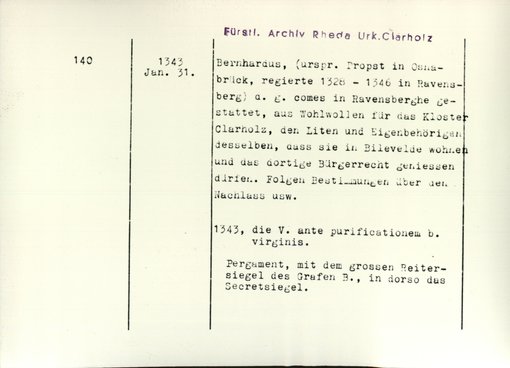 Fürstl. Archiv Rheda Urk.Clarholz
140
1343
Jan. 31.
Bernhardus, (urspr. Propst in Osna-
brück, regierte 1328 - 1346 in Ravens-
berg) d. g. comes in Ravensberghe ge-
stattet, aus Wohlwollen für das Kloster
Clarholz, den Liten und Eigenbehörigen
desselben, dass sie in Bilevelde wohnen
und das dortige Bürgerrecht geniessen
dürfen. Folgen Bestimmungen über den
Nachlass usw.
1343, die V. ante purificationem b.
virginis.
Pergament, mit dem grossen Reiter-
siegel des Grafen B., in dorso das
Secretsiegel.